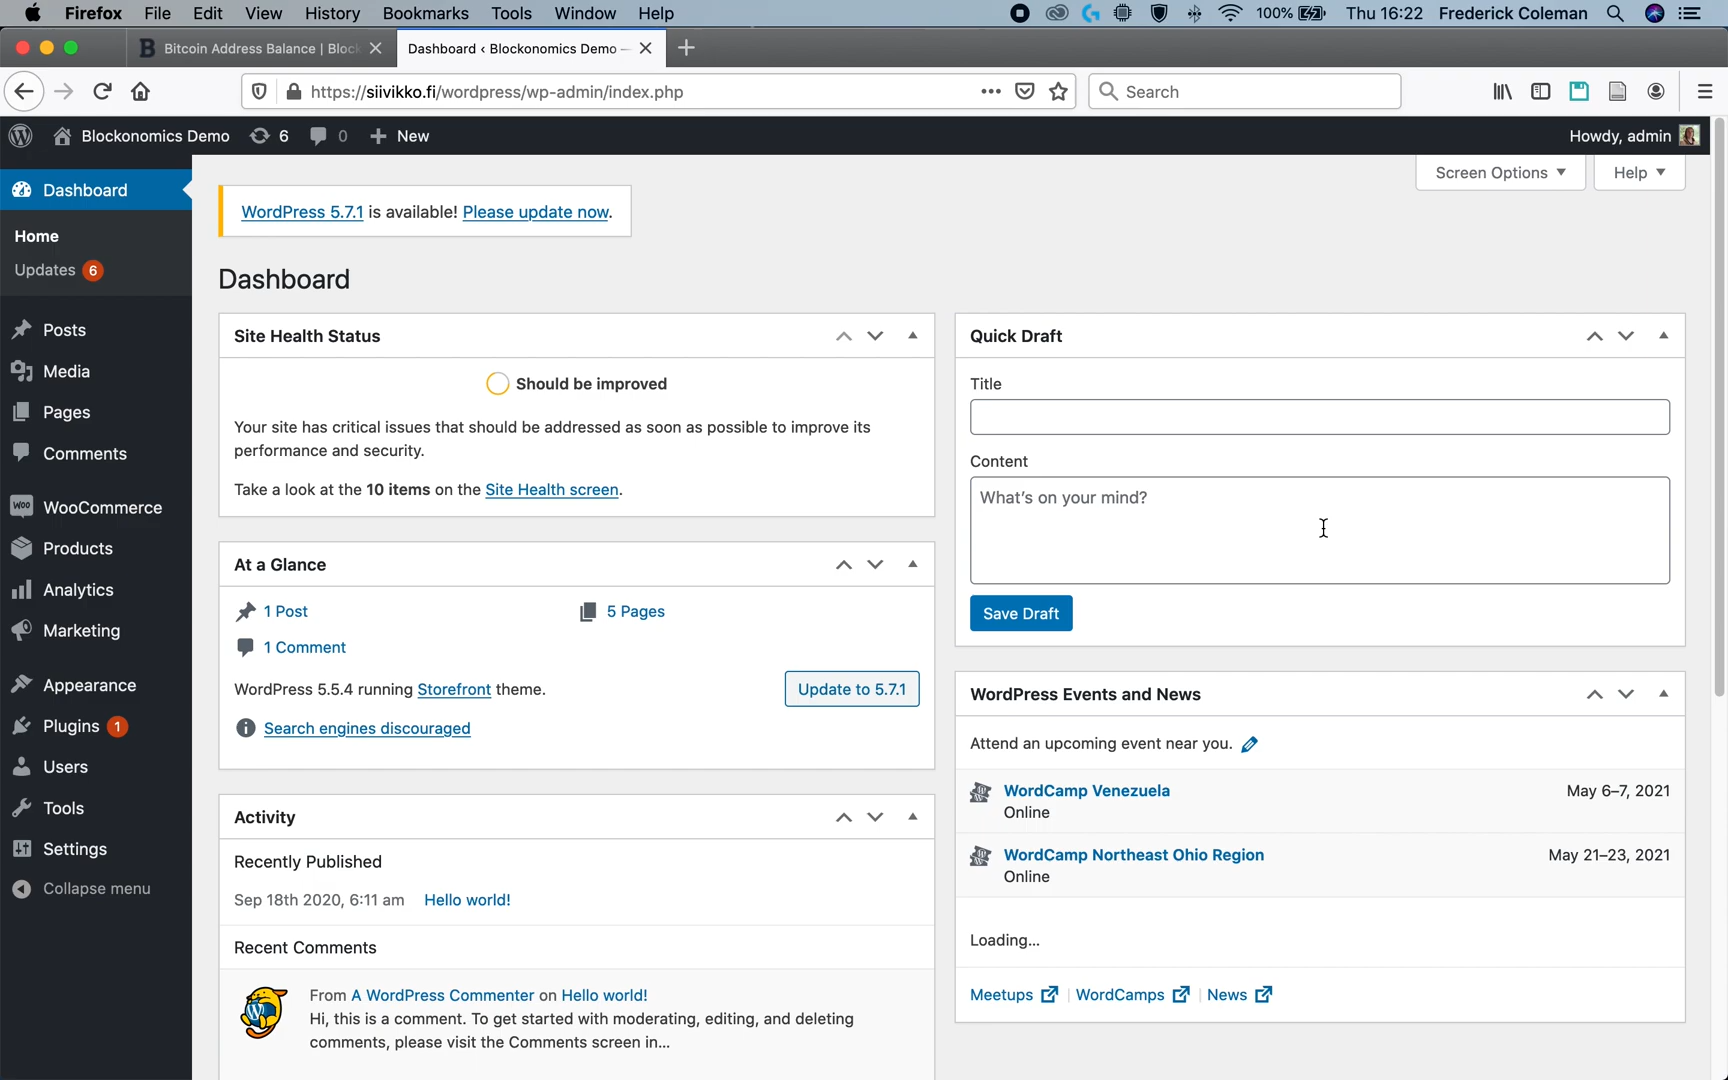 Firefox File Edit View History Bookmarks Tools Window Help 100% Thu 16:22 Frederick Coleman
Bitcoin Address Balance | Bloc
Dashboard ‹ Blockonomics Demo —
https://siivikko.fi/wordpress/wp-admin/index.php
Search
Blockonomics Demo 6 0 New Howdy, admin
Dashboard
Home
Updates 6
Posts
Media
Pages
Comments
WooCommerce
Products
Analytics
Marketing
Appearance
Plugins 1
Users
Tools
Settings
Collapse menu
Screen Options Help
WordPress 5.7.1 is available! Please update now.
Dashboard
Site Health Status
Should be improved
Your site has critical issues that should be addressed as soon as possible to improve its
performance and security.
Take a look at the 10 items on the Site Health screen.
At a Glance
1 Post 5 Pages
1 Comment
WordPress 5.5.4 running Storefront theme. Update to 5.7.1
Search engines discouraged
Activity
Recently Published
Sep 18th 2020, 6:11 am Hello world!
Recent Comments
From A WordPress Commenter on Hello world!
Hi, this is a comment. To get started with moderating, editing, and deleting
comments, please visit the Comments screen in...
Quick Draft
Title
Content
What's on your mind?
Save Draft
WordPress Events and News
Attend an upcoming event near you.
WordCamp Venezuela May 6–7, 2021
Online
WordCamp Northeast Ohio Region May 21–23, 2021
Online
Loading...
Meetups | WordCamps | News